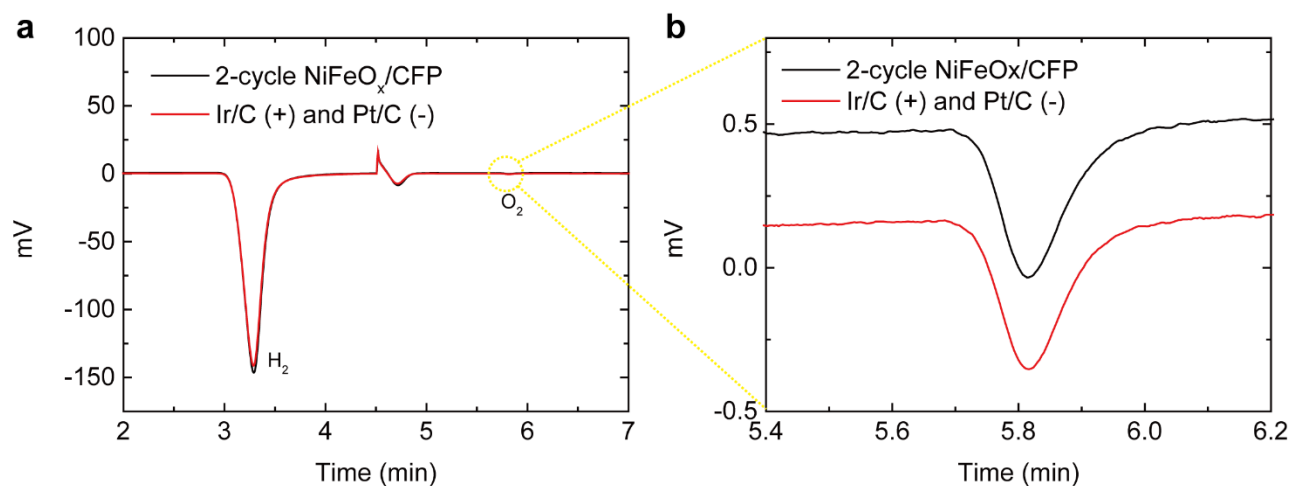 a
100
50
0
-50
-100
-150
mV
2-cycle NiFeOx/CFP
Ir/C (+) and Pt/C (-)
H2
O2
2 3 4 5 6 7
Time (min)
b
0.5
0.0
-0.5
mV
2-cycle NiFeOx/CFP
Ir/C (+) and Pt/C (-)
5.4 5.6 5.8 6.0 6.2
Time (min)